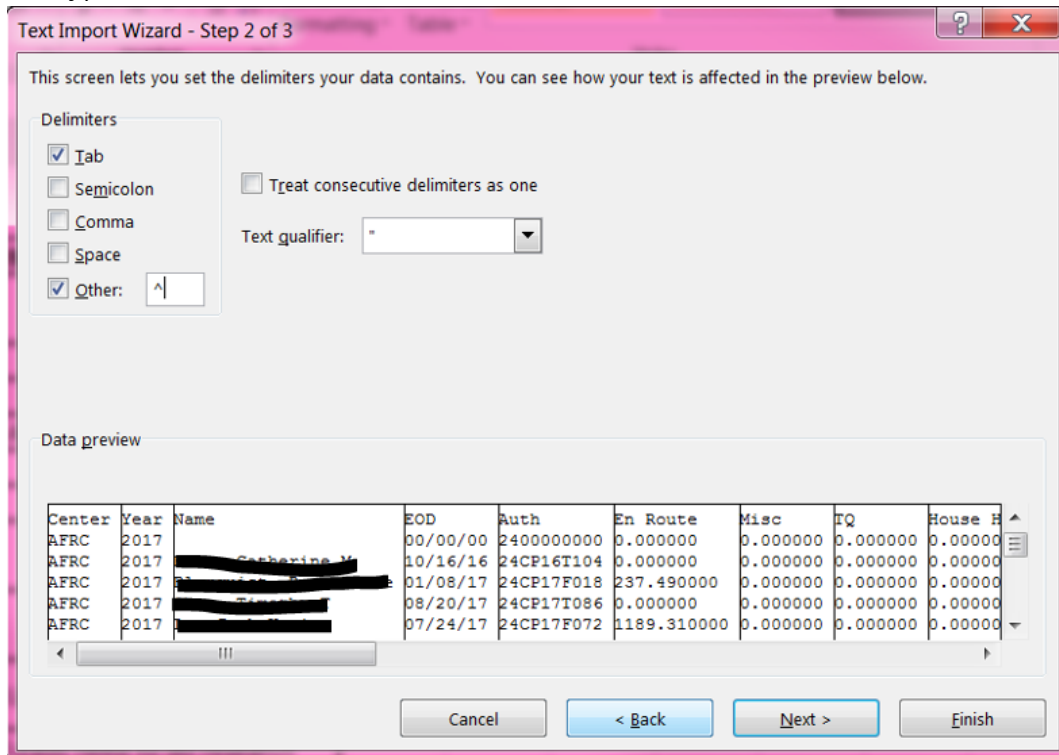 Text Import Wizard - Step 2 of 3
This screen lets you set the delimiters your data contains. You can see how your text is affected in the preview below.
Delimiters
Tab
Semicolon
Comma
Space
Other: ^
Treat consecutive delimiters as one
Text qualifier: "
Data preview
Center Year Name EOD Auth En Route Misc TQ House H
AFRC 2017 00/00/00 2400000000 0.000000 0.000000 0.000000 0.00000
AFRC 2017 10/16/16 24CP16T104 0.000000 0.000000 0.000000 0.00000
AFRC 2017 01/08/17 24CP17F018 237.490000 0.000000 0.000000 0.00000
AFRC 2017 08/20/17 24CP17T086 0.000000 0.000000 0.000000 0.00000
AFRC 2017 07/24/17 24CP17F072 1189.310000 0.000000 0.000000 0.00000
Cancel < Back Next > Finish